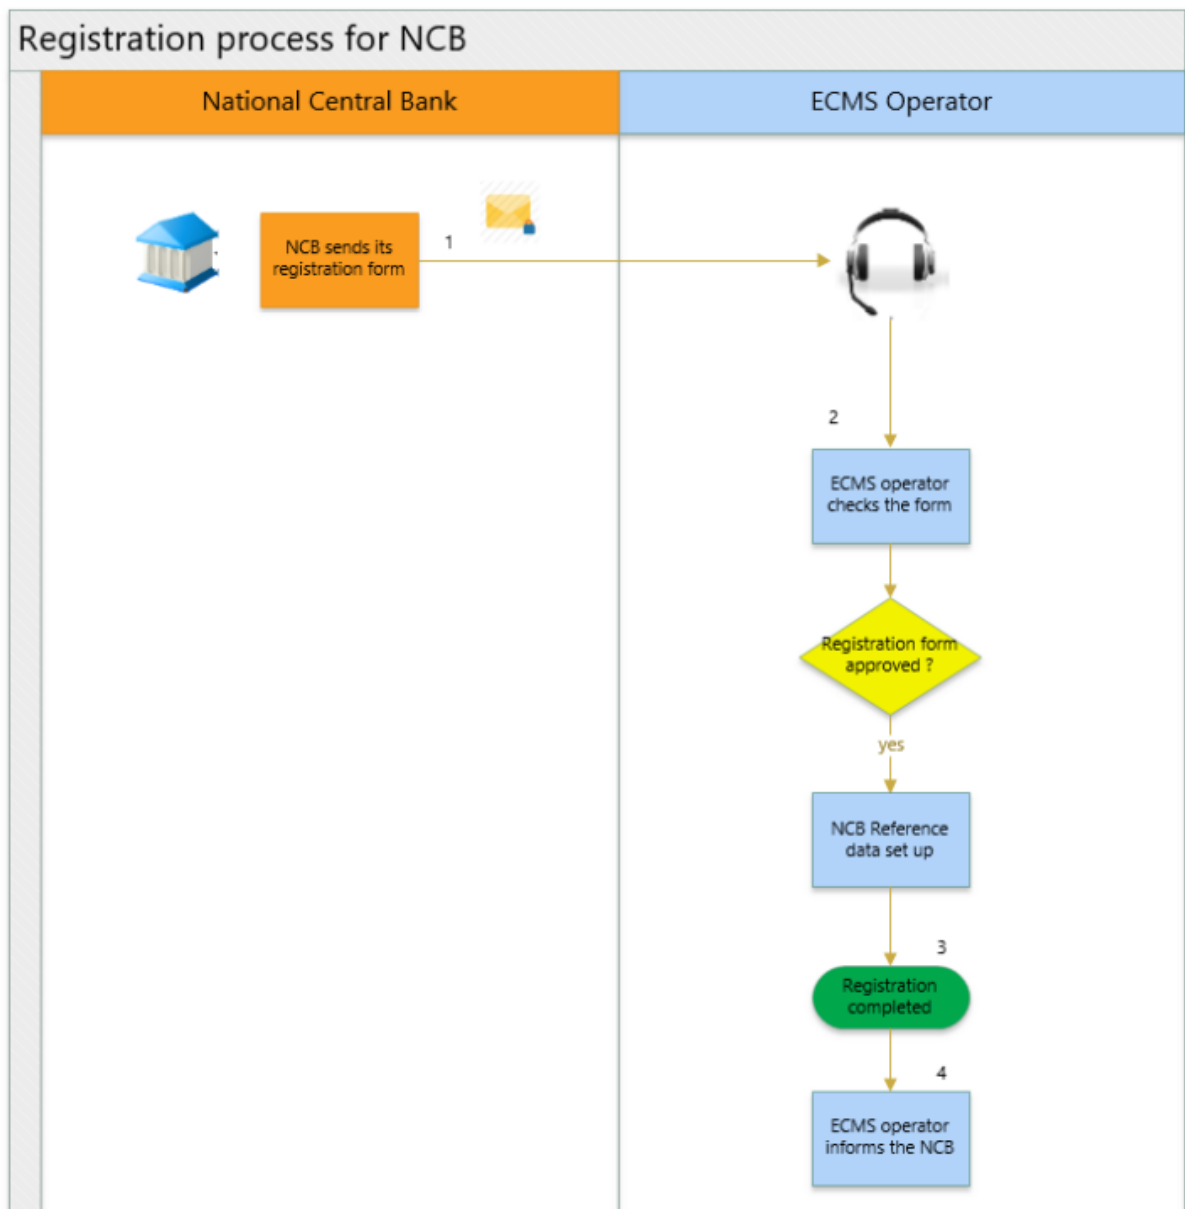 Registration process for NCB
National Central Bank
ECMS Operator
NCB sends its
registration form
1
2
ECMS operator
checks the form
Registration form
approved ?
yes
NCB Reference
data set up
3
Registration
completed
4
ECMS operator
informs the NCB